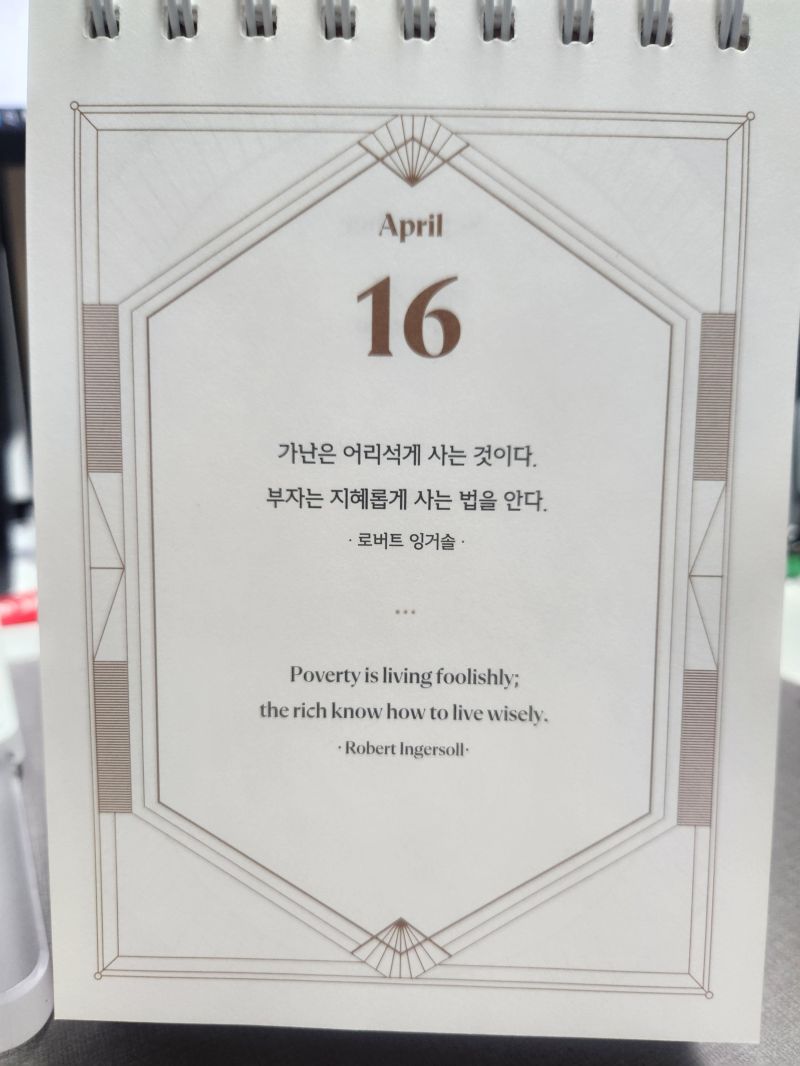 April
16
가난은 어리석게 사는 것이다.
부자는 지혜롭게 사는 법을 안다.
· 로버트 잉거솔 ·
•••
Poverty is living foolishly;
the rich know how to live wisely.
· Robert Ingersoll ·